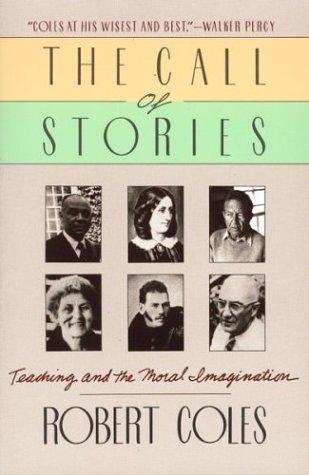 "COLES AT HIS WISEST AND BEST."—WALKER PERCY
THE CALL
of
STORIES
Teaching and the Moral Imagination
ROBERT COLES